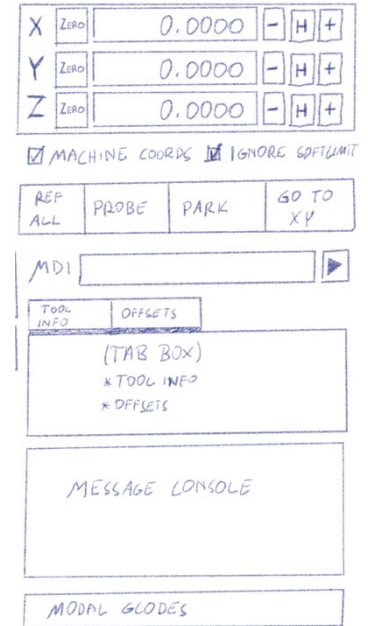 X ZERO 0.0000 - H +
Y ZERO 0.0000 - H +
Z ZERO 0.0000 - H +
MACHINE COORDS IGNORE SOFTLIMIT
REF ALL PROBE PARK GO TO XY
MDI
TOOL INFO OFFSETS
(TAB BOX)
* TOOL INFO
* OFFSETS
MESSAGE CONSOLE
MODAL GCODES